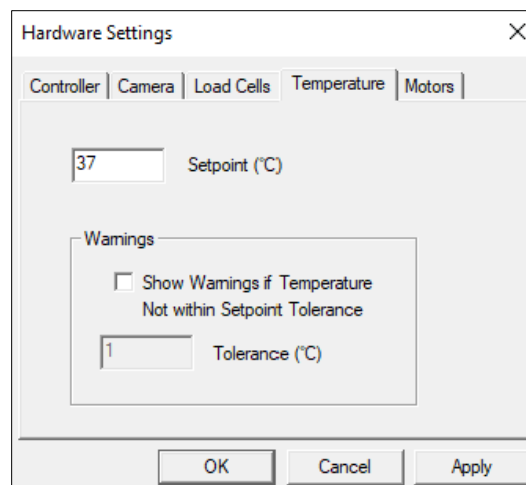 Hardware Settings
Controller Camera Load Cells Temperature Motors
37 Setpoint (°C)
Warnings
Show Warnings if Temperature
Not within Setpoint Tolerance
1 Tolerance (°C)
OK Cancel Apply